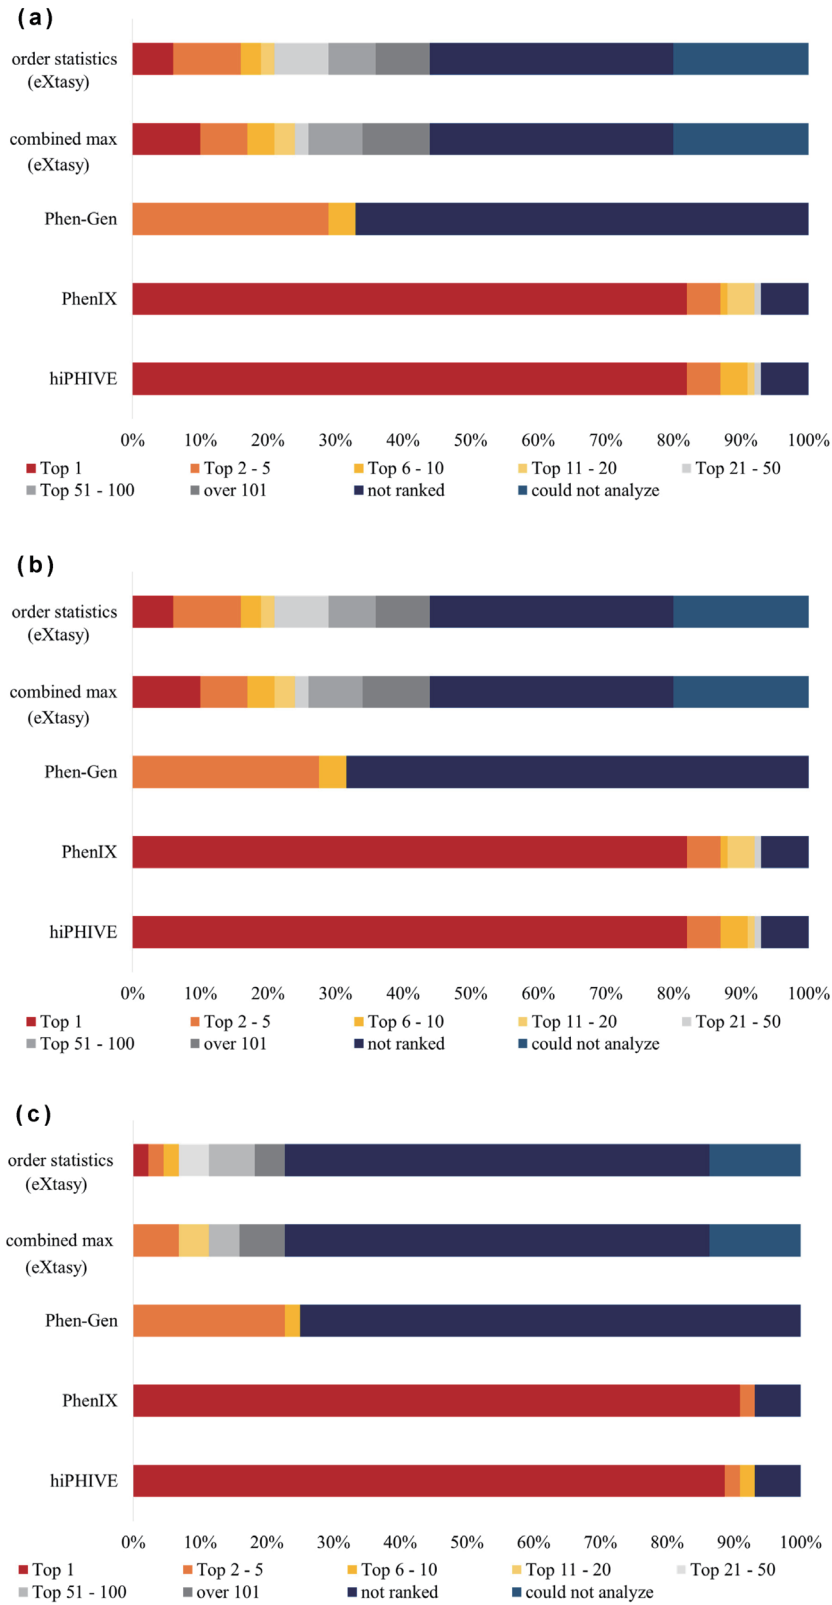 (a)
order statistics
(eXtasy)
combined max
(eXtasy)
Phen-Gen
PhenIX
hiPHIVE
0% 10% 20% 30% 40% 50% 60% 70% 80% 90% 100%
Top 1 Top 2 - 5 Top 6 - 10 Top 11 - 20 Top 21 - 50
Top 51 - 100 over 101 not ranked could not analyze
(b)
order statistics
(eXtasy)
combined max
(eXtasy)
Phen-Gen
PhenIX
hiPHIVE
0% 10% 20% 30% 40% 50% 60% 70% 80% 90% 100%
Top 1 Top 2 - 5 Top 6 - 10 Top 11 - 20 Top 21 - 50
Top 51 - 100 over 101 not ranked could not analyze
(c)
order statistics
(eXtasy)
combined max
(eXtasy)
Phen-Gen
PhenIX
hiPHIVE
0% 10% 20% 30% 40% 50% 60% 70% 80% 90% 100%
Top 1 Top 2 - 5 Top 6 - 10 Top 11 - 20 Top 21 - 50
Top 51 - 100 over 101 not ranked could not analyze